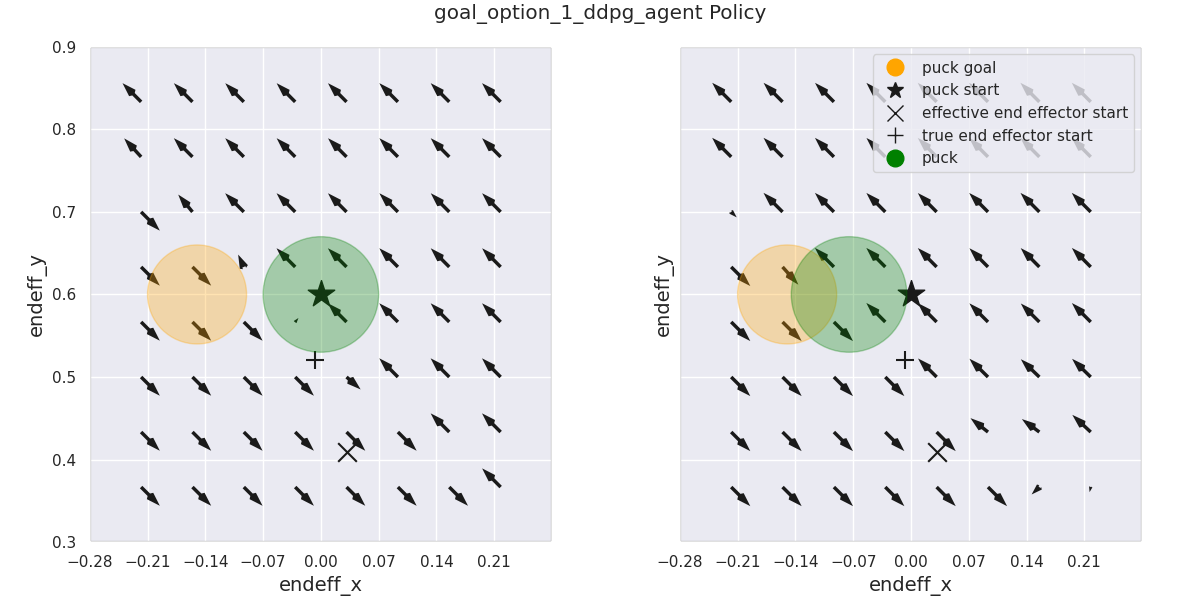 goal_option_1_ddpg_agent Policy
0.9
0.8
0.7
0.6
0.5
0.4
0.3
endeff_y
−0.28 −0.21 −0.14 −0.07 0.00 0.07 0.14 0.21
endeff_x
puck goal
puck start
effective end effector start
true end effector start
puck
endeff_y
−0.28 −0.21 −0.14 −0.07 0.00 0.07 0.14 0.21
endeff_x